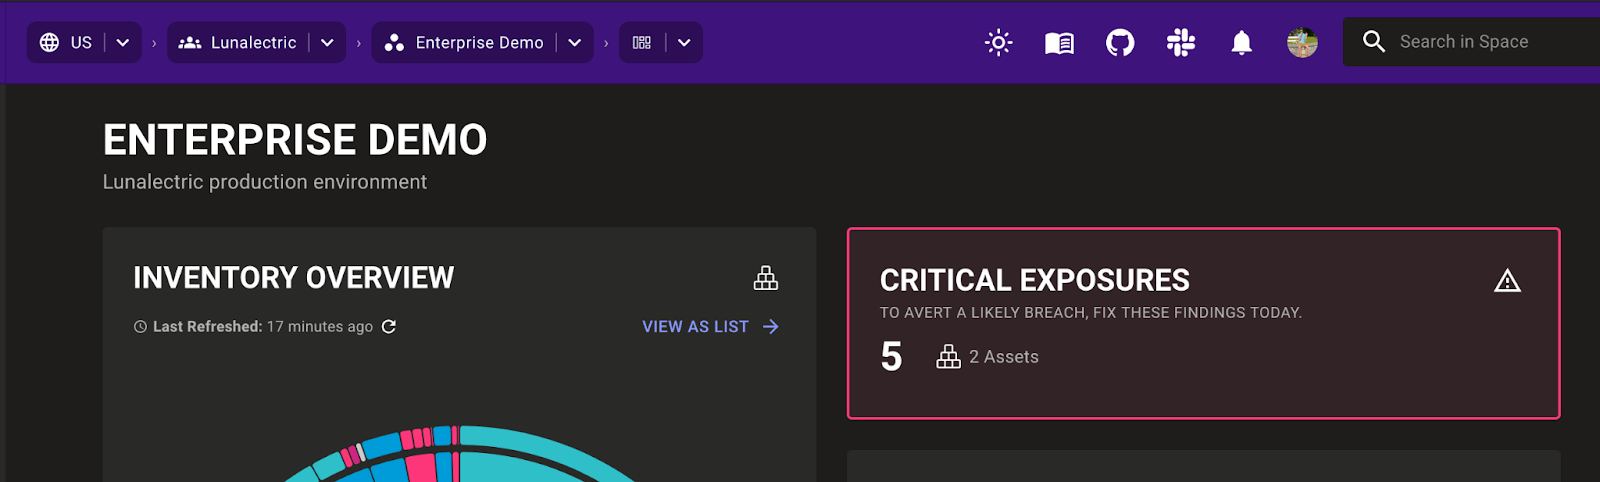 US › Lunalectric › Enterprise Demo ›
Search in Space
ENTERPRISE DEMO
Lunalectric production environment
INVENTORY OVERVIEW
Last Refreshed: 17 minutes ago
VIEW AS LIST
CRITICAL EXPOSURES
TO AVERT A LIKELY BREACH, FIX THESE FINDINGS TODAY.
5 2 Assets